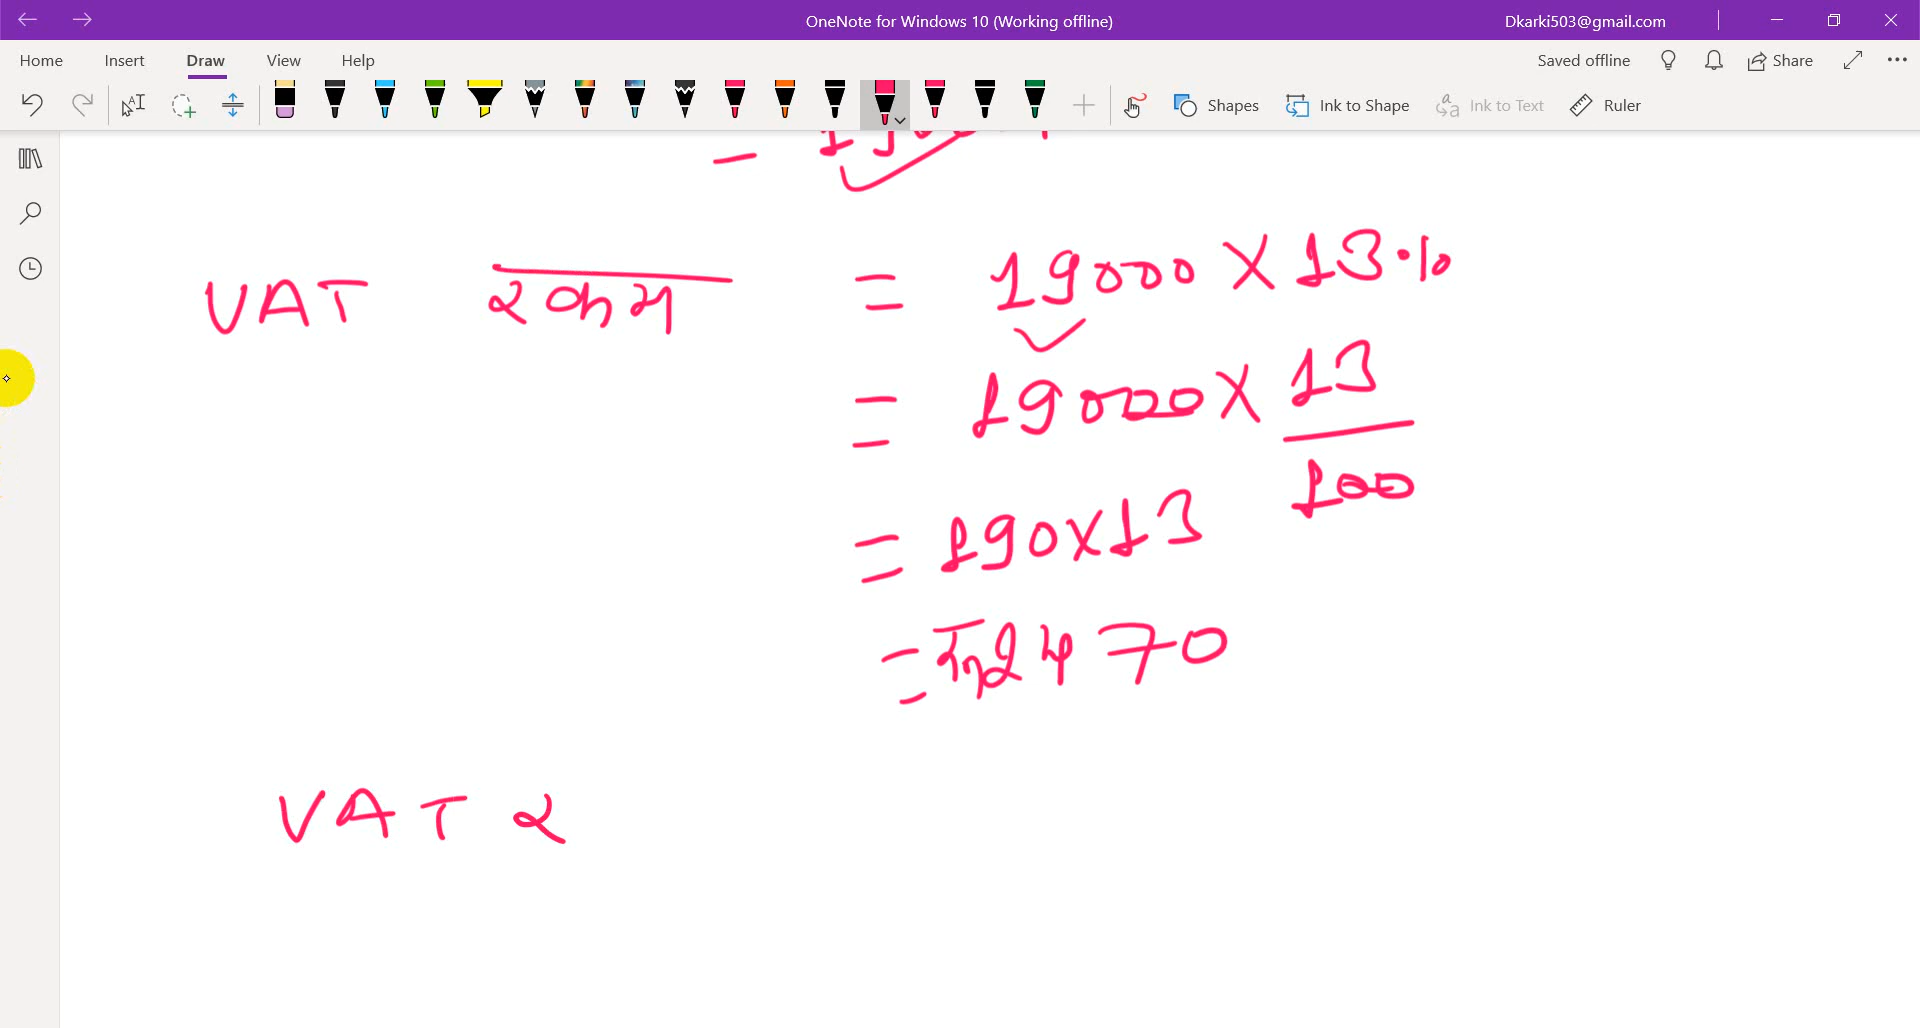 OneNote for Windows 10 (Working offline)
Dkarki503@gmail.com
Home Insert Draw View Help
Saved offline Share
Shapes Ink to Shape Ink to Text Ruler
VAT रकम = 19000 × 13%
= 19000 × 13/100
= 190 × 13
= रू 2470
VAT